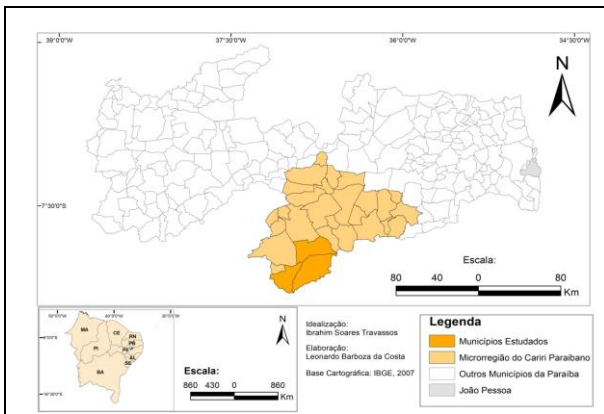 39°0'0"W
37°30'0"W
36°0'0"W
34°30'0"W
N
7°30'0"S
Escala:
80 40 0 80
Km
MA
CE
RN
PB
PI
PE
AL
SE
BA
N
Escala:
860 430 0 860
Km
Idealização:
Ibrahim Soares Travassos
Elaboração:
Leonardo Barboza da Costa
Base Cartográfica: IBGE, 2007
Legenda
Municípios Estudados
Microrregião do Cariri Paraibano
Outros Municípios da Paraíba
João Pessoa